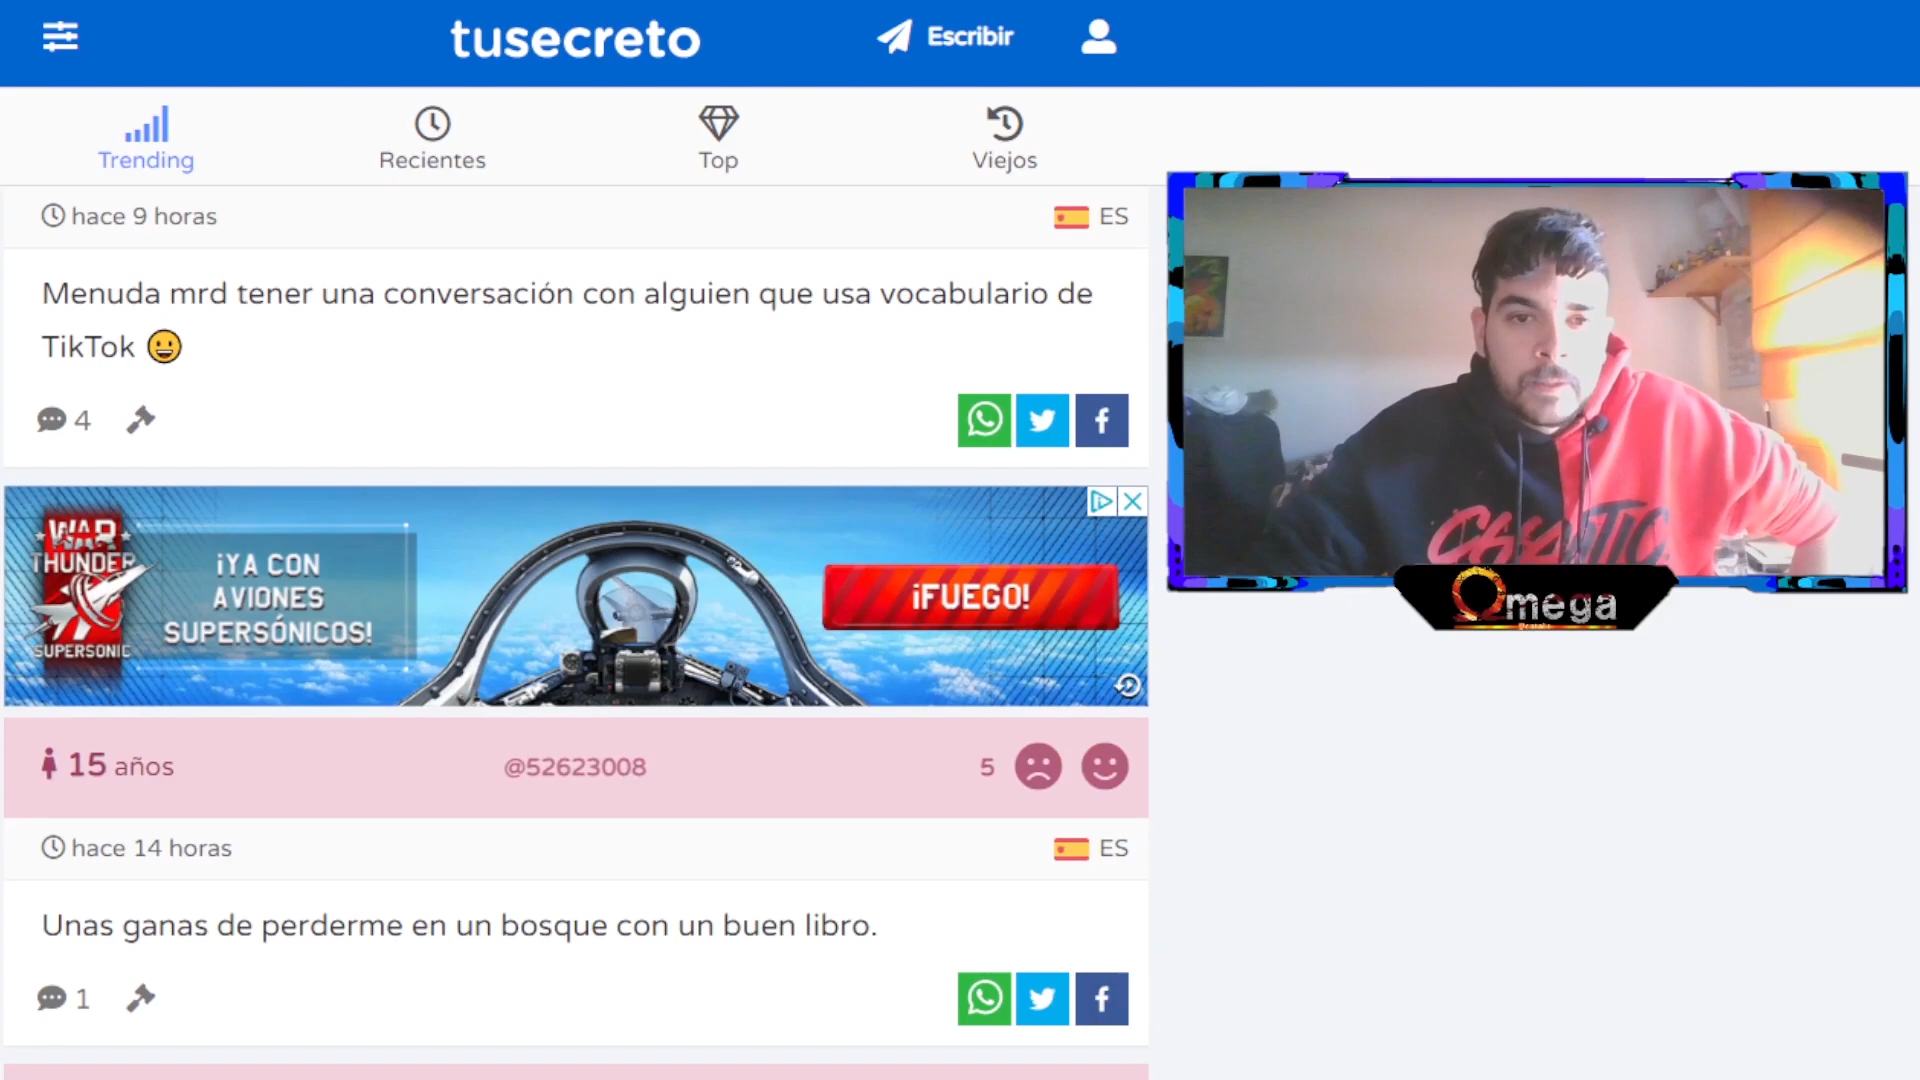 tusecreto
Escribir
Trending
Recientes
Top
Viejos
hace 9 horas
ES
Menuda mrd tener una conversación con alguien que usa vocabulario de
TikTok 😀
4
WAR
THUNDER
SUPERSONIC
¡YA CON
AVIONES
SUPERSÓNICOS!
¡FUEGO!
15 años
@52623008
5
hace 14 horas
ES
Unas ganas de perderme en un bosque con un buen libro.
1
Omega